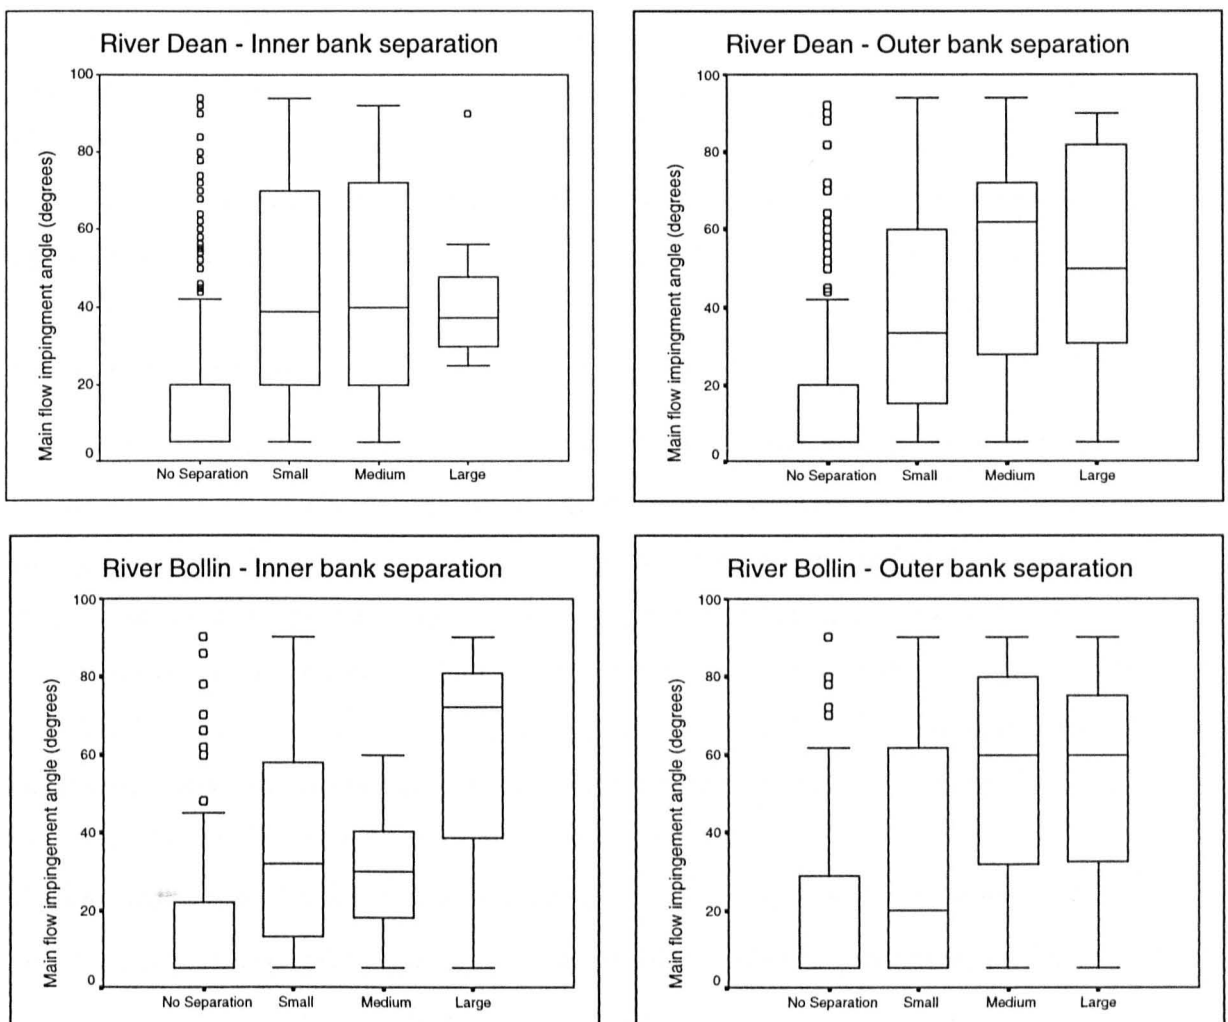 River Dean - Inner bank separation
Main flow impingment angle (degrees)
100
80
60
40
20
0
No Separation Small Medium Large
River Dean - Outer bank separation
Main flow impingment angle (degrees)
100
80
60
40
20
0
No Separation Small Medium Large
River Bollin - Inner bank separation
Main flow impingement angle (degrees)
100
80
60
40
20
0
No Separation Small Medium Large
River Bollin - Outer bank separation
Main flow impingement angle (degrees)
100
80
60
40
20
0
No Separation Small Medium Large